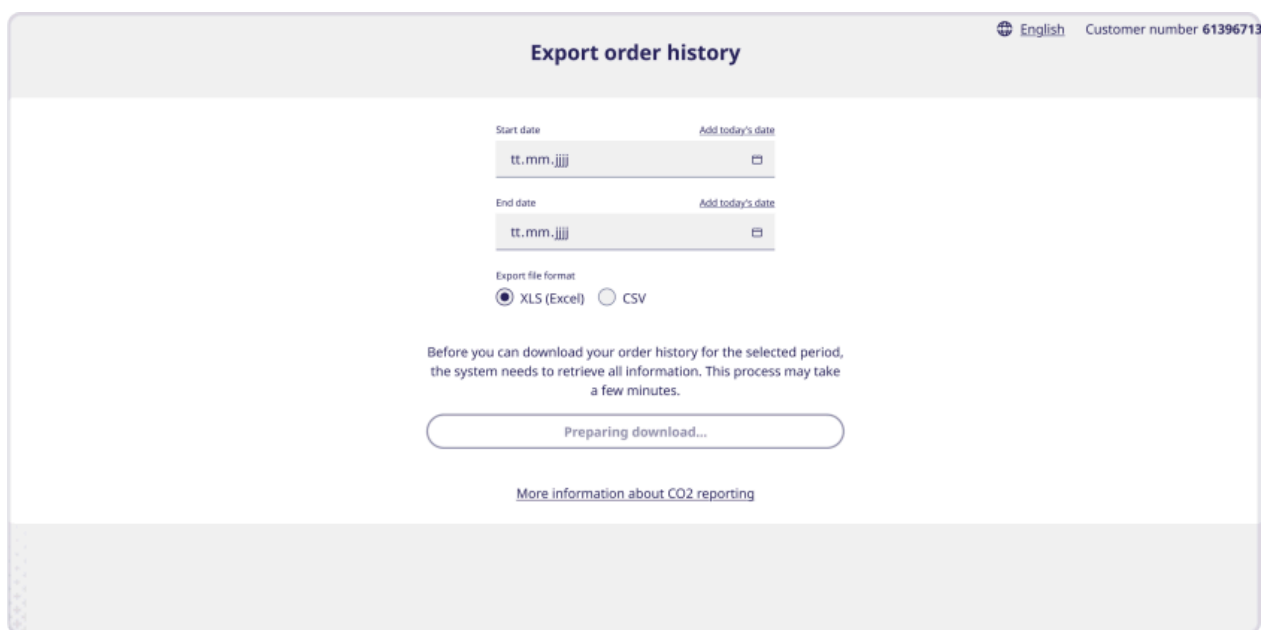 English Customer number 61396713
Export order history
Start date Add today's date
tt.mm.jjjj
End date Add today's date
tt.mm.jjjj
Export file format
XLS (Excel) CSV
Before you can download your order history for the selected period,
the system needs to retrieve all information. This process may take
a few minutes.
Preparing download...
More information about CO2 reporting